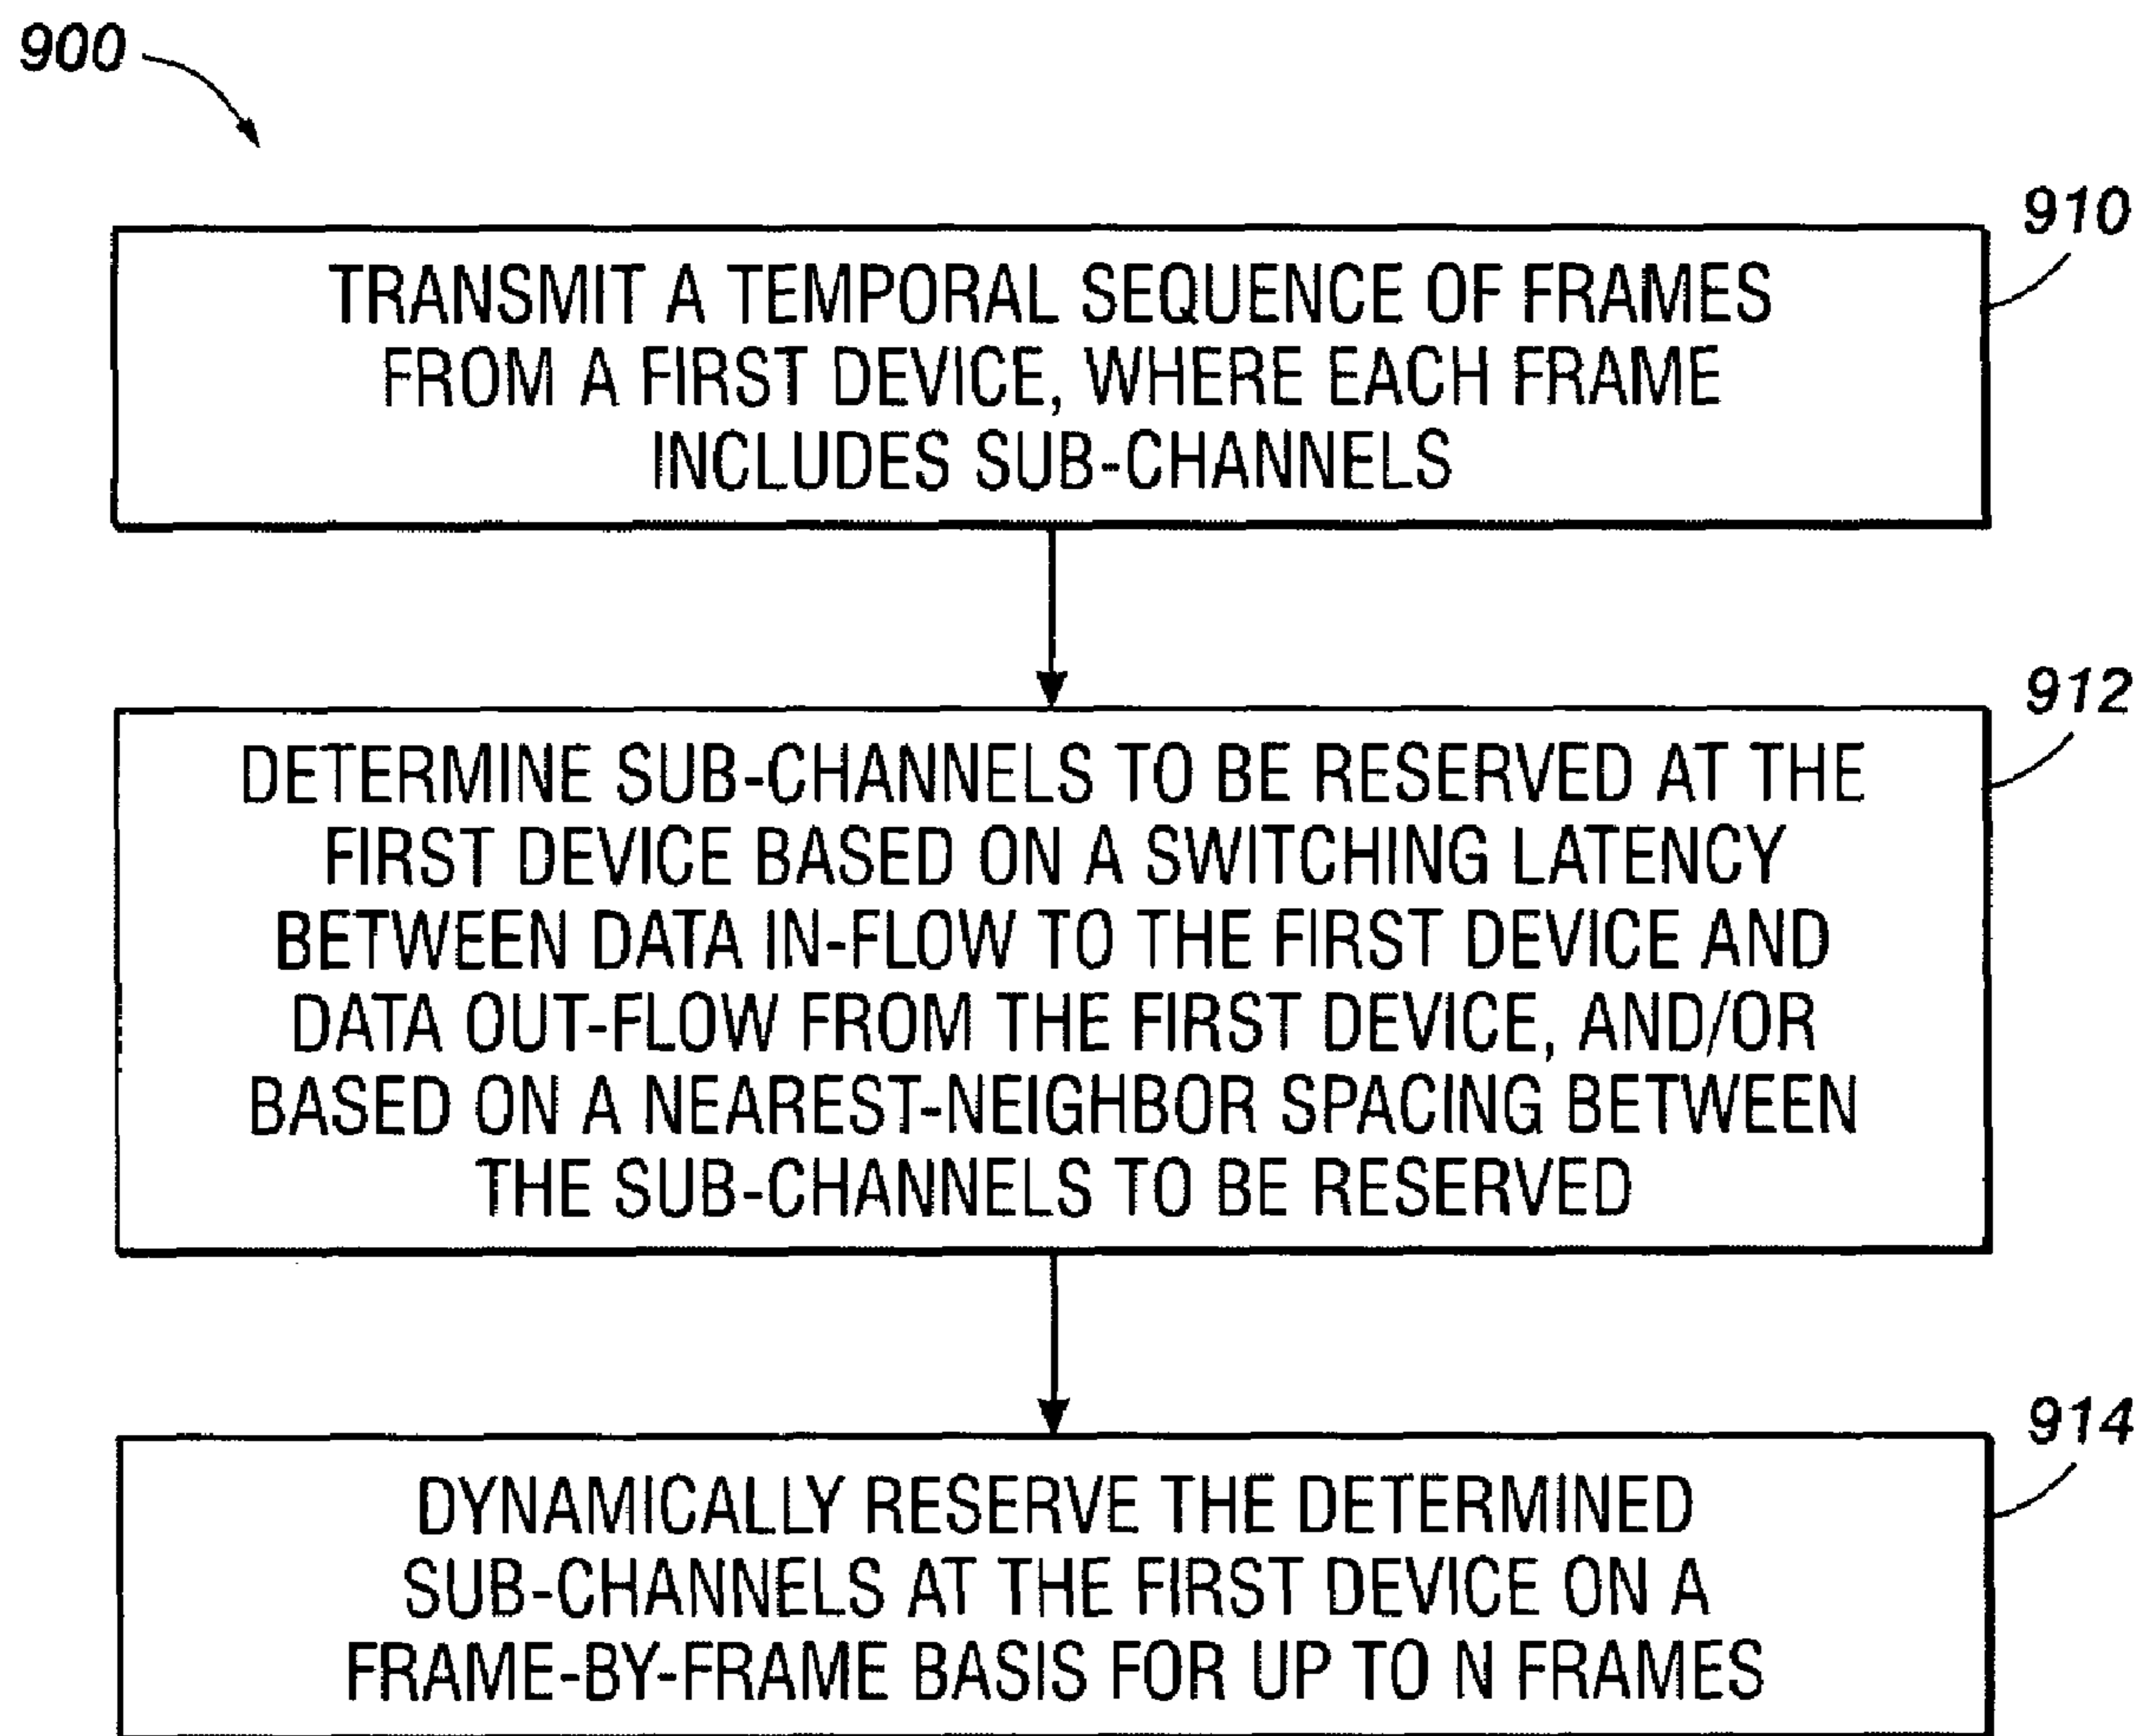 900
910
TRANSMIT A TEMPORAL SEQUENCE OF FRAMES
FROM A FIRST DEVICE, WHERE EACH FRAME
INCLUDES SUB-CHANNELS
912
DETERMINE SUB-CHANNELS TO BE RESERVED AT THE
FIRST DEVICE BASED ON A SWITCHING LATENCY
BETWEEN DATA IN-FLOW TO THE FIRST DEVICE AND
DATA OUT-FLOW FROM THE FIRST DEVICE, AND/OR
BASED ON A NEAREST-NEIGHBOR SPACING BETWEEN
THE SUB-CHANNELS TO BE RESERVED
914
DYNAMICALLY RESERVE THE DETERMINED
SUB-CHANNELS AT THE FIRST DEVICE ON A
FRAME-BY-FRAME BASIS FOR UP TO N FRAMES